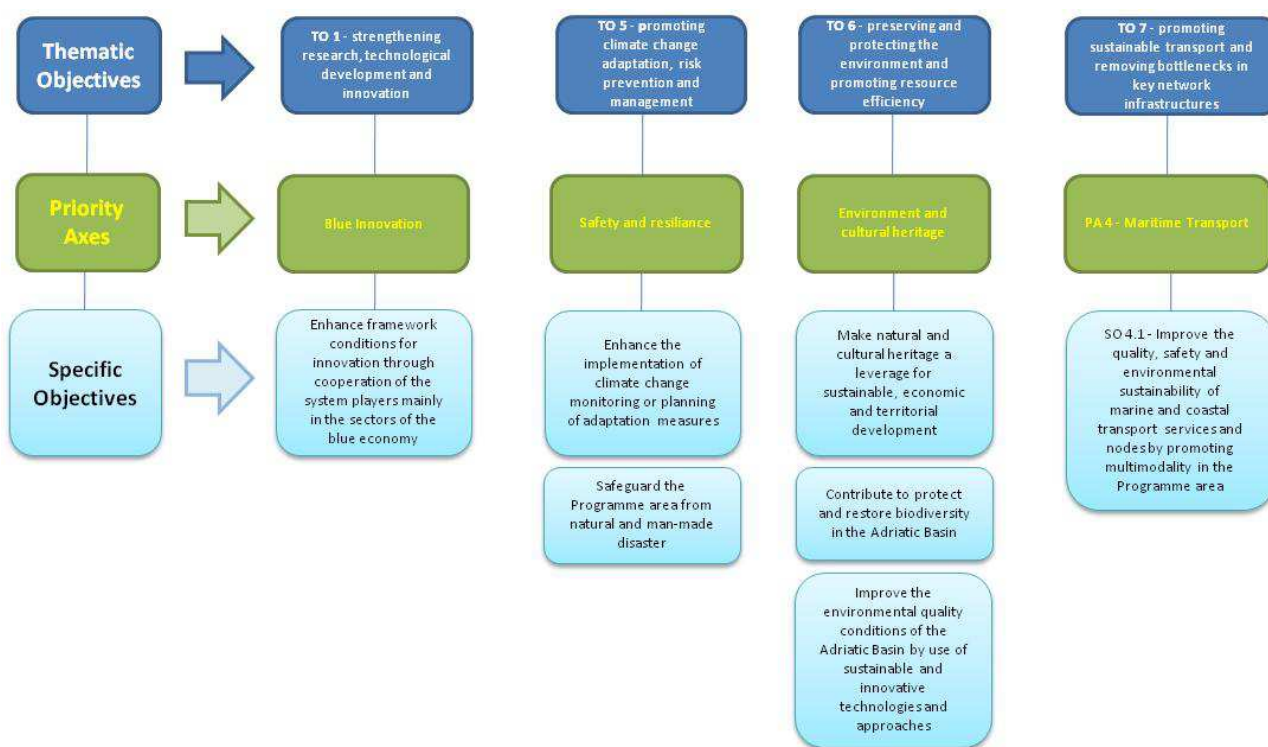 Thematic
Objectives
TO 1 - strengthening
research, technological
development and
innovation
TO 5 - promoting
climate change
adaptation, risk
prevention and
management
TO 6 - preserving and
protecting the
environment and
promoting resource
efficiency
TO 7 - promoting
sustainable transport and
removing bottlenecks in
key network
infrastructures
Priority
Axes
Blue Innovation
Safety and resiliance
Environment and
cultural heritage
PA 4 - Maritime Transport
Specific
Objectives
Enhance framework
conditions for
innovation through
cooperation of the
system players mainly
in the sectors of the
blue economy
Enhance the
implementation of
climate change
monitoring or planning
of adaptation measures
Safeguard the
Programme area from
natural and man-made
disaster
Make natural and
cultural heritage a
leverage for
sustainable, economic
and territorial
development
Contribute to protect
and restore biodiversity
in the Adriatic Basin
Improve the
environmental quality
conditions of the
Adriatic Basin by use of
sustainable and
innovative
technologies and
approaches
SO 4.1 - Improve the
quality, safety and
environmental
sustainability of
marine and coastal
transport services and
nodes by promoting
multimodality in the
Programme area